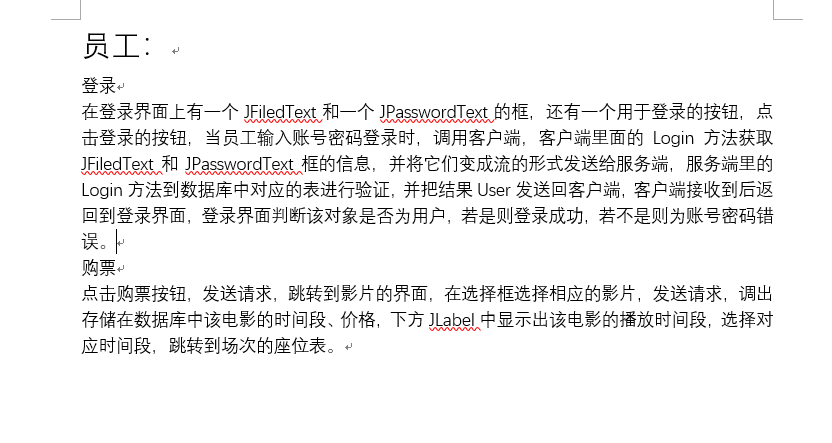 员工：
登录
在登录界面上有一个 JFiledText 和一个 JPasswordText 的框，还有一个用于登录的按钮，点
击登录的按钮，当员工输入账号密码登录时，调用客户端，客户端里面的 Login 方法获取
JFiledText 和 JPasswordText 框的信息，并将它们变成流的形式发送给服务端，服务端里的
Login 方法到数据库中对应的表进行验证，并把结果 User 发送回客户端，客户端接收到后返
回到登录界面，登录界面判断该对象是否为用户，若是则登录成功，若不是则为账号密码错
误。
购票
点击购票按钮，发送请求，跳转到影片的界面，在选择框选择相应的影片，发送请求，调出
存储在数据库中该电影的时间段、价格，下方 JLabel 中显示出该电影的播放时间段，选择对
应时间段，跳转到场次的座位表。